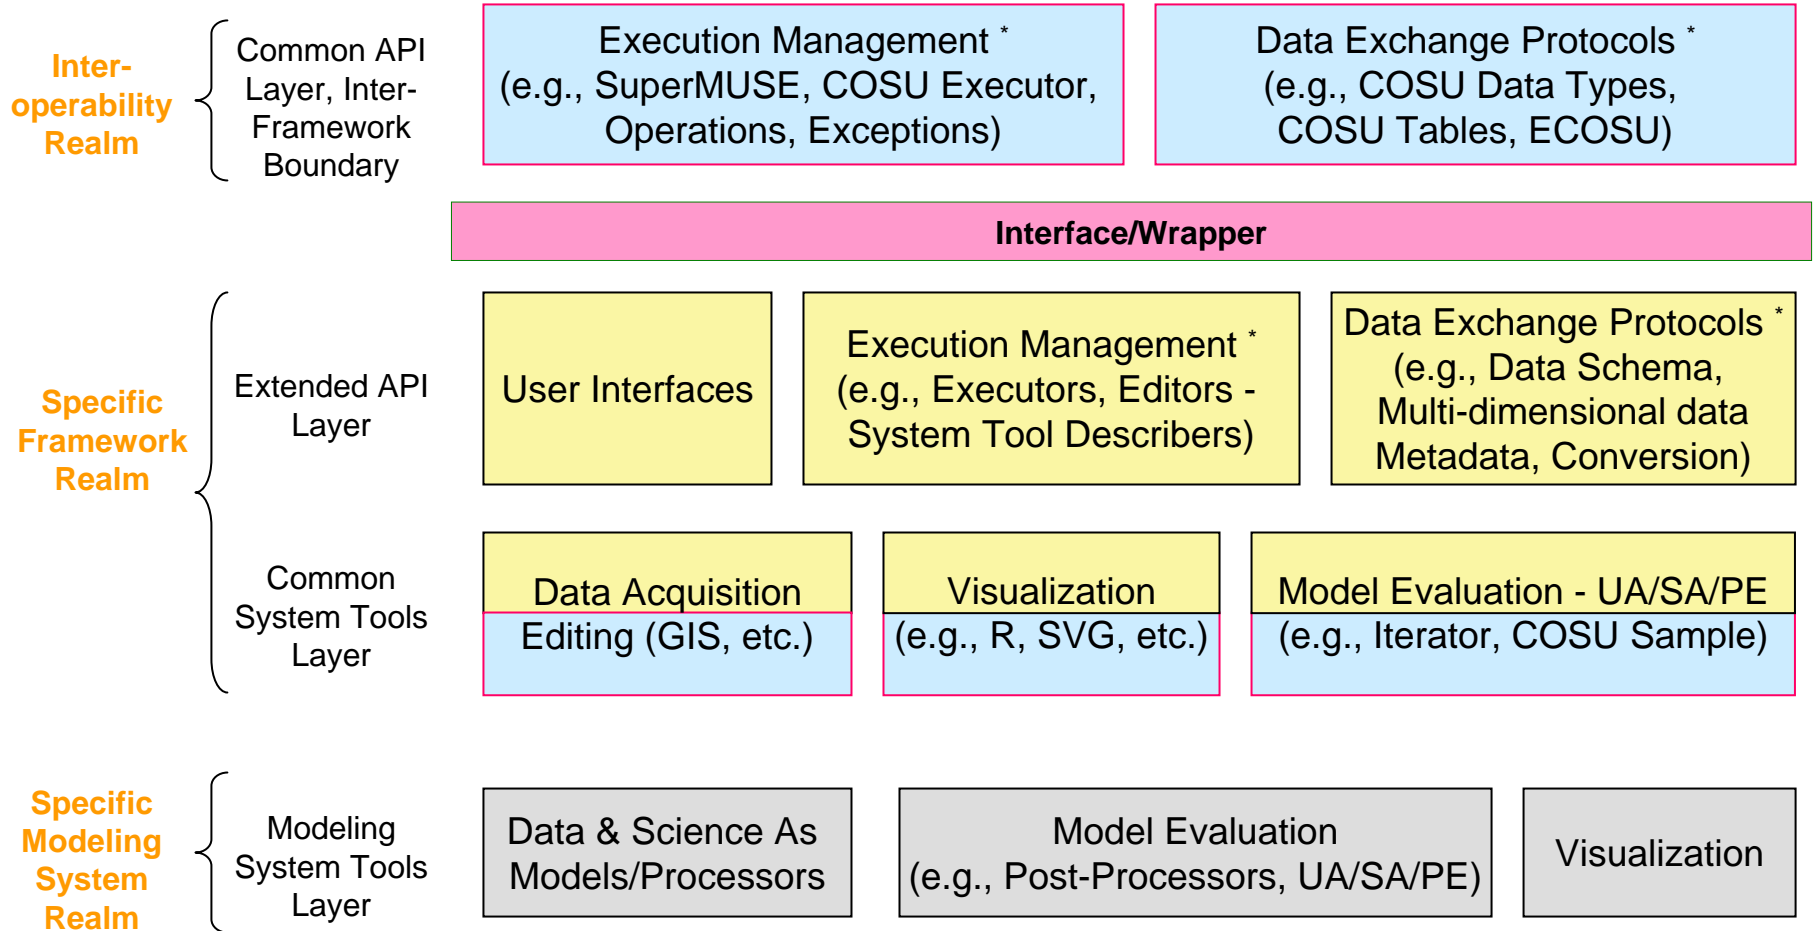 Inter-
operability
Realm
Common API
Layer, Inter-
Framework
Boundary
Execution Management *
(e.g., SuperMUSE, COSU Executor,
Operations, Exceptions)
Data Exchange Protocols *
(e.g., COSU Data Types,
COSU Tables, ECOSU)
Interface/Wrapper
Specific
Framework
Realm
Extended API
Layer
User Interfaces
Execution Management *
(e.g., Executors, Editors -
System Tool Describers)
Data Exchange Protocols *
(e.g., Data Schema,
Multi-dimensional data
Metadata, Conversion)
Common
System Tools
Layer
Data Acquisition
Editing (GIS, etc.)
Visualization
(e.g., R, SVG, etc.)
Model Evaluation - UA/SA/PE
(e.g., Iterator, COSU Sample)
Specific
Modeling
System
Realm
Modeling
System Tools
Layer
Data & Science As
Models/Processors
Model Evaluation
(e.g., Post-Processors, UA/SA/PE)
Visualization